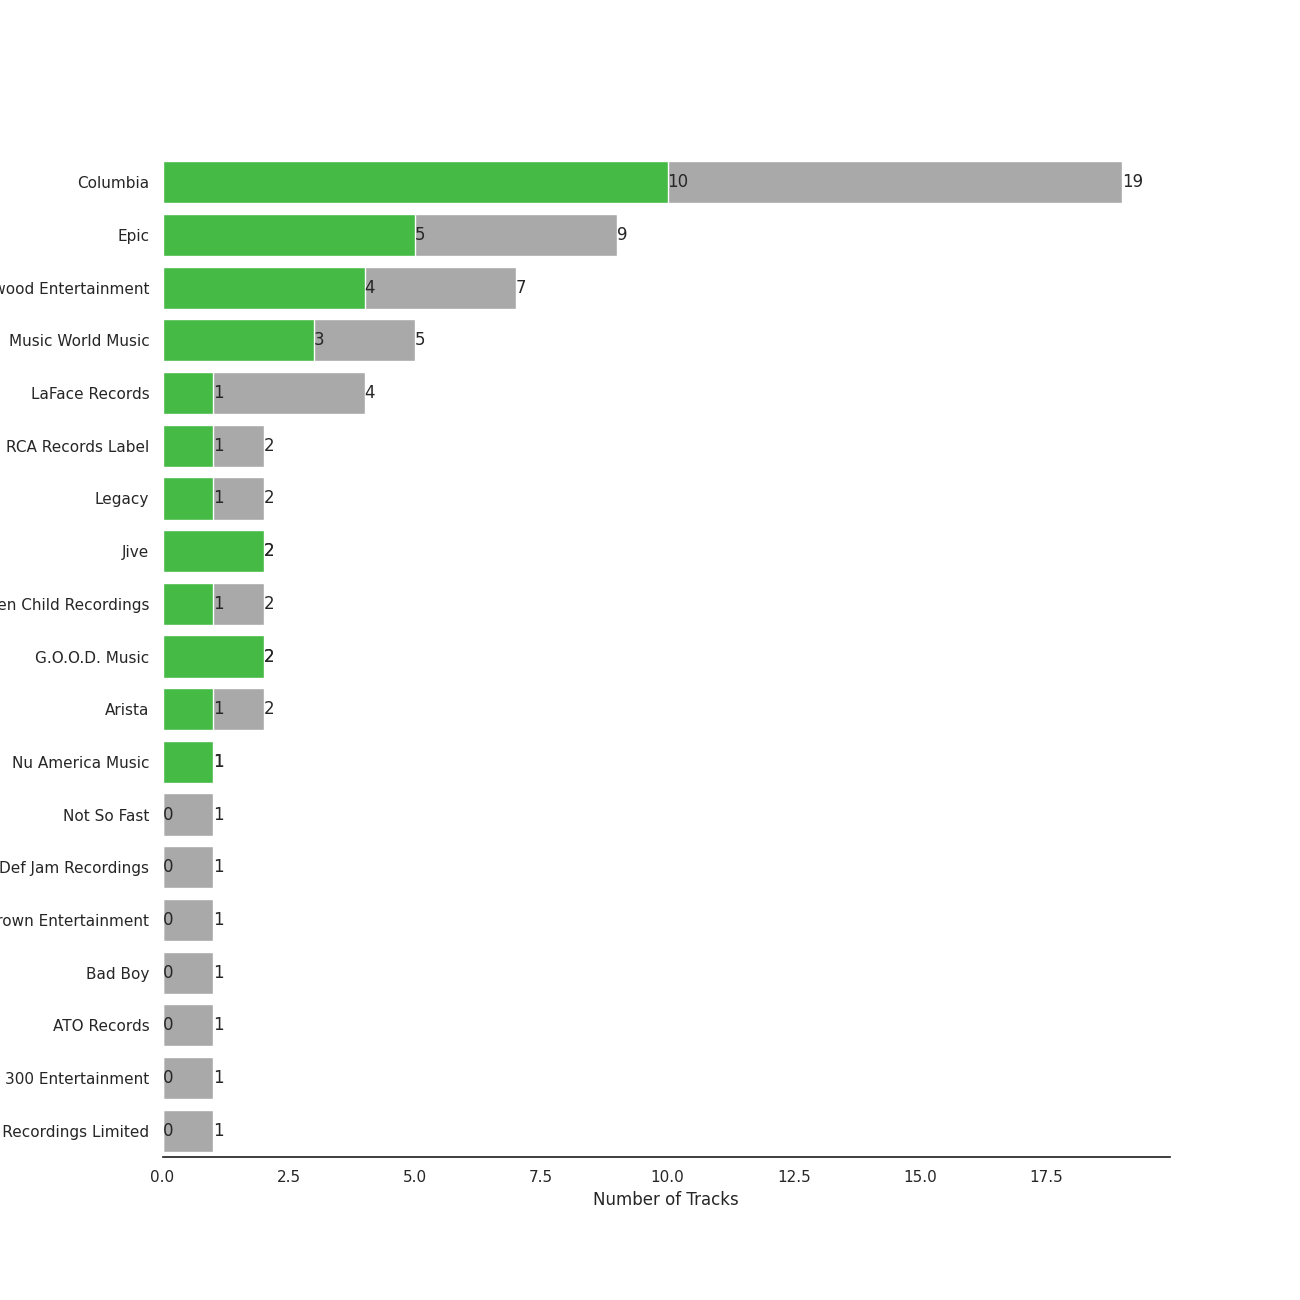 Columbia 10 19
Epic 5 9
Entertainment 4 7
Music World Music 3 5
LaFace Records 1 4
RCA Records Label 1 2
Legacy 1 2
Jive 2
Child Recordings 1 2
G.O.O.D. Music 2
Arista 1 2
Nu America Music 1
Not So Fast 0 1
Def Jam Recordings 0 1
Entertainment 0 1
Bad Boy 0 1
ATO Records 0 1
300 Entertainment 0 1
Recordings Limited 0 1
0.0 2.5 5.0 7.5 10.0 12.5 15.0 17.5
Number of Tracks